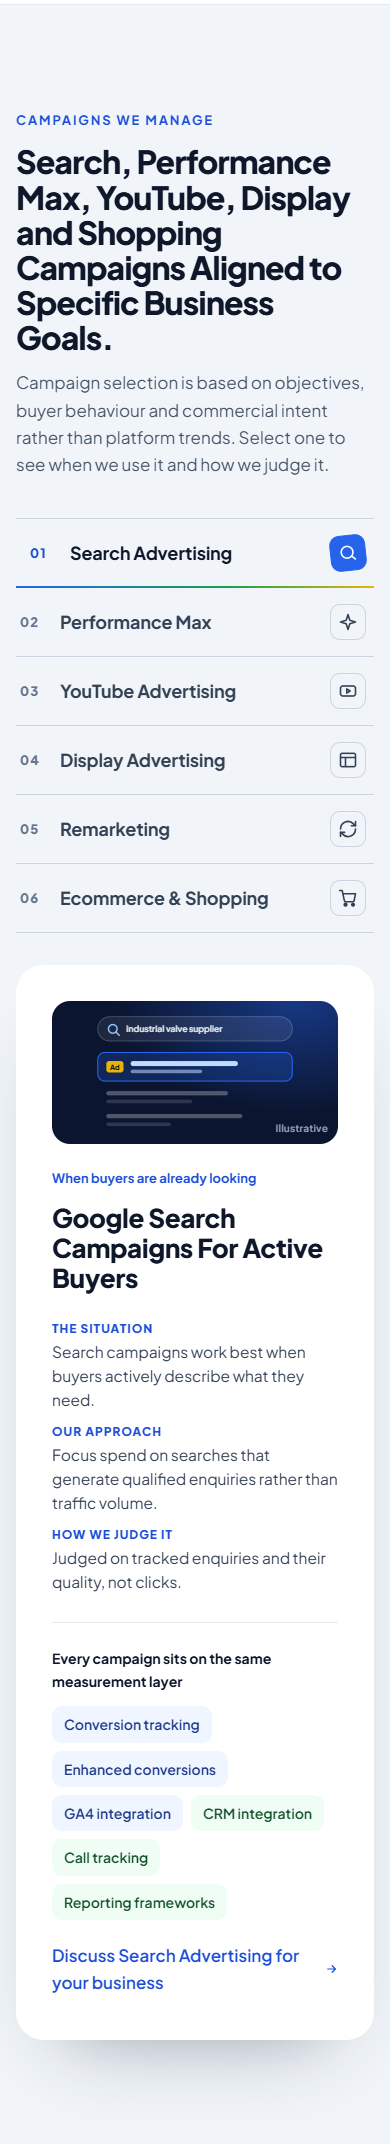 CAMPAIGNS WE MANAGE
Search, Performance
Max, YouTube, Display
and Shopping
Campaigns Aligned to
Specific Business
Goals.
Campaign selection is based on objectives,
buyer behaviour and commercial intent
rather than platform trends. Select one to
see when we use it and how we judge it.
01 Search Advertising
02 Performance Max
03 YouTube Advertising
04 Display Advertising
05 Remarketing
06 Ecommerce & Shopping
industrial valve supplier
Ad
Illustrative
When buyers are already looking
Google Search
Campaigns For Active
Buyers
THE SITUATION
Search campaigns work best when
buyers actively describe what they
need.
OUR APPROACH
Focus spend on searches that
generate qualified enquiries rather than
traffic volume.
HOW WE JUDGE IT
Judged on tracked enquiries and their
quality, not clicks.
Every campaign sits on the same
measurement layer
Conversion tracking
Enhanced conversions
GA4 integration CRM integration
Call tracking
Reporting frameworks
Discuss Search Advertising for
your business →